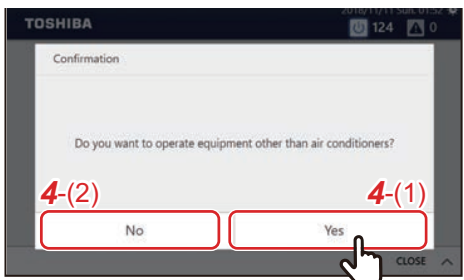 2018/11/11 Sun. 01:52
TOSHIBA
124 0
Confirmation
Do you want to operate equipment other than air conditioners?
4-(2) 4-(1)
No Yes
CLOSE